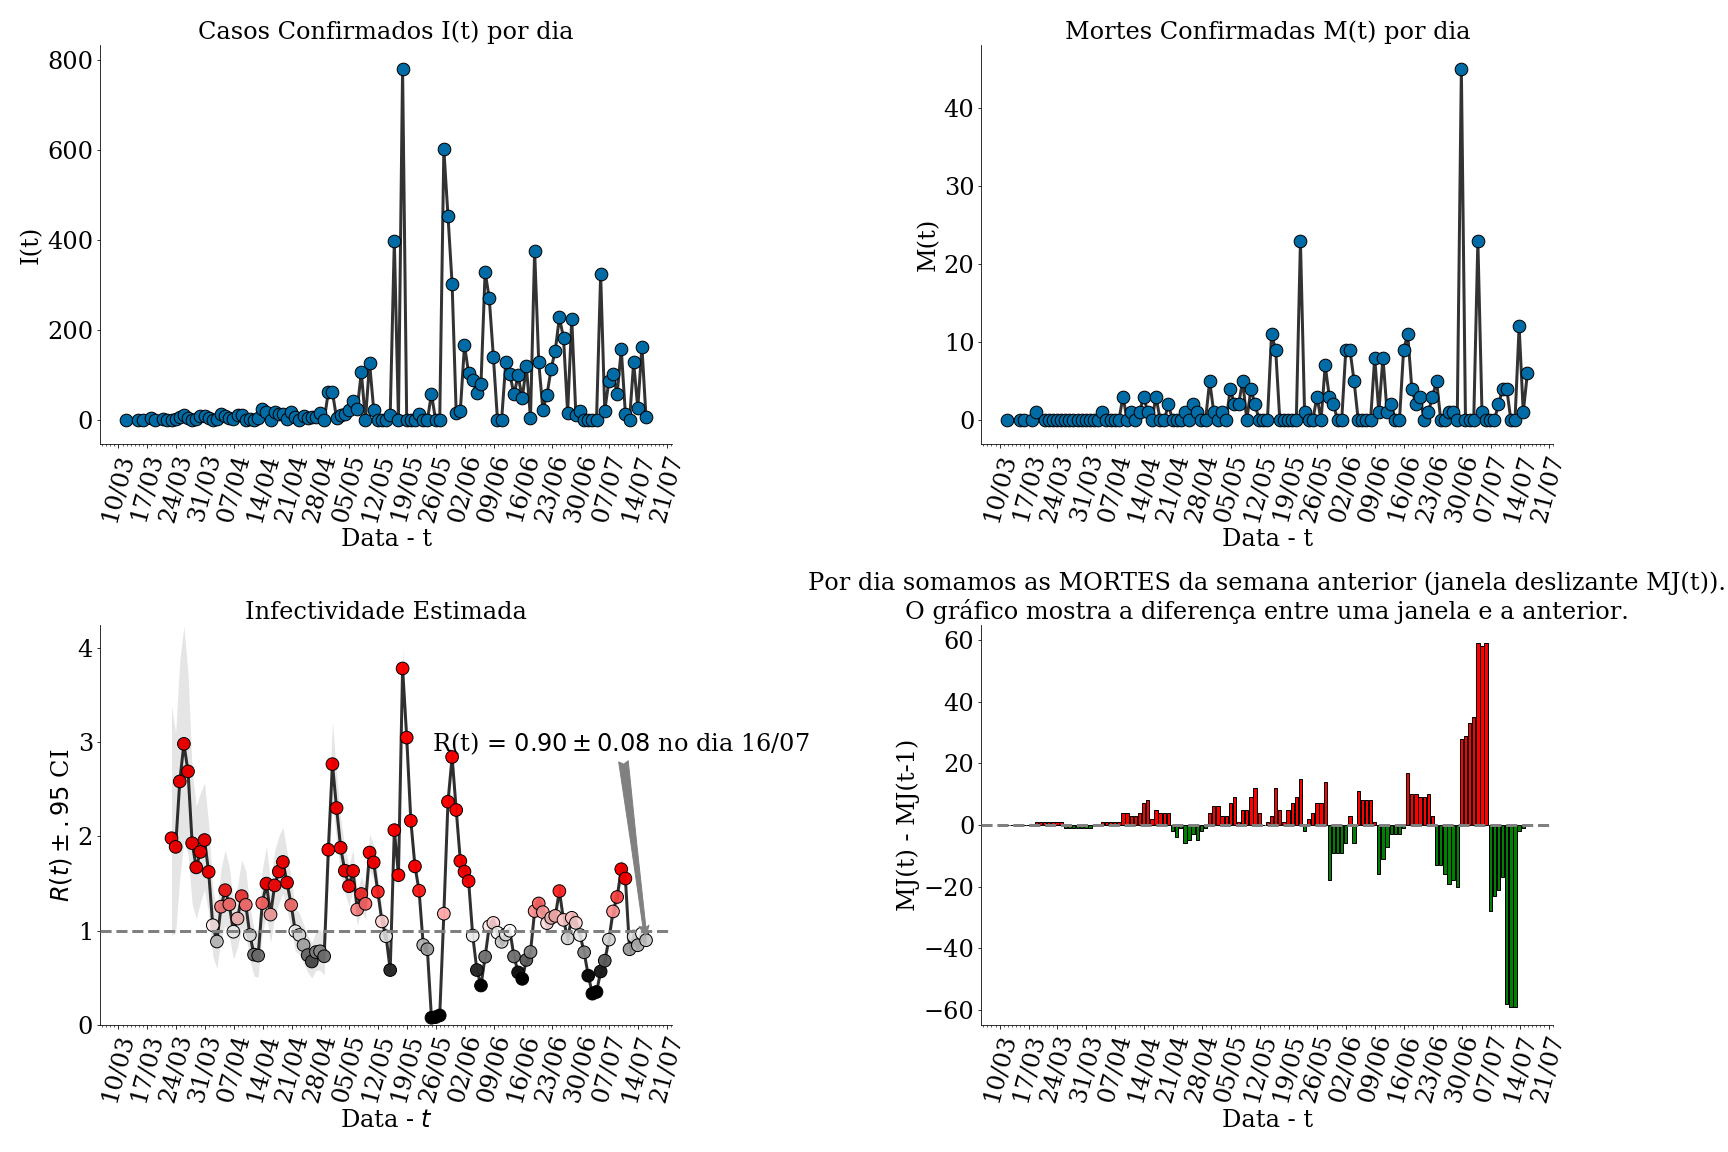 Casos Confirmados I(t) por dia
I(t)
800
600
400
200
0
10/03 17/03 24/03 31/03 07/04 14/04 21/04 28/04 05/05 12/05 19/05 26/05 02/06 09/06 16/06 23/06 30/06 07/07 14/07 21/07
Data - t
Mortes Confirmadas M(t) por dia
M(t)
40
30
20
10
0
10/03 17/03 24/03 31/03 07/04 14/04 21/04 28/04 05/05 12/05 19/05 26/05 02/06 09/06 16/06 23/06 30/06 07/07 14/07 21/07
Data - t
Infectividade Estimada
R(t) ± .95 CI
4
3
2
1
0
R(t) = 0.90 ± 0.08 no dia 16/07
10/03 17/03 24/03 31/03 07/04 14/04 21/04 28/04 05/05 12/05 19/05 26/05 02/06 09/06 16/06 23/06 30/06 07/07 14/07 21/07
Data - t
Por dia somamos as MORTES da semana anterior (janela deslizante MJ(t)).
O gráfico mostra a diferença entre uma janela e a anterior.
MJ(t) - MJ(t-1)
60
40
20
0
−20
−40
−60
10/03 17/03 24/03 31/03 07/04 14/04 21/04 28/04 05/05 12/05 19/05 26/05 02/06 09/06 16/06 23/06 30/06 07/07 14/07 21/07
Data - t